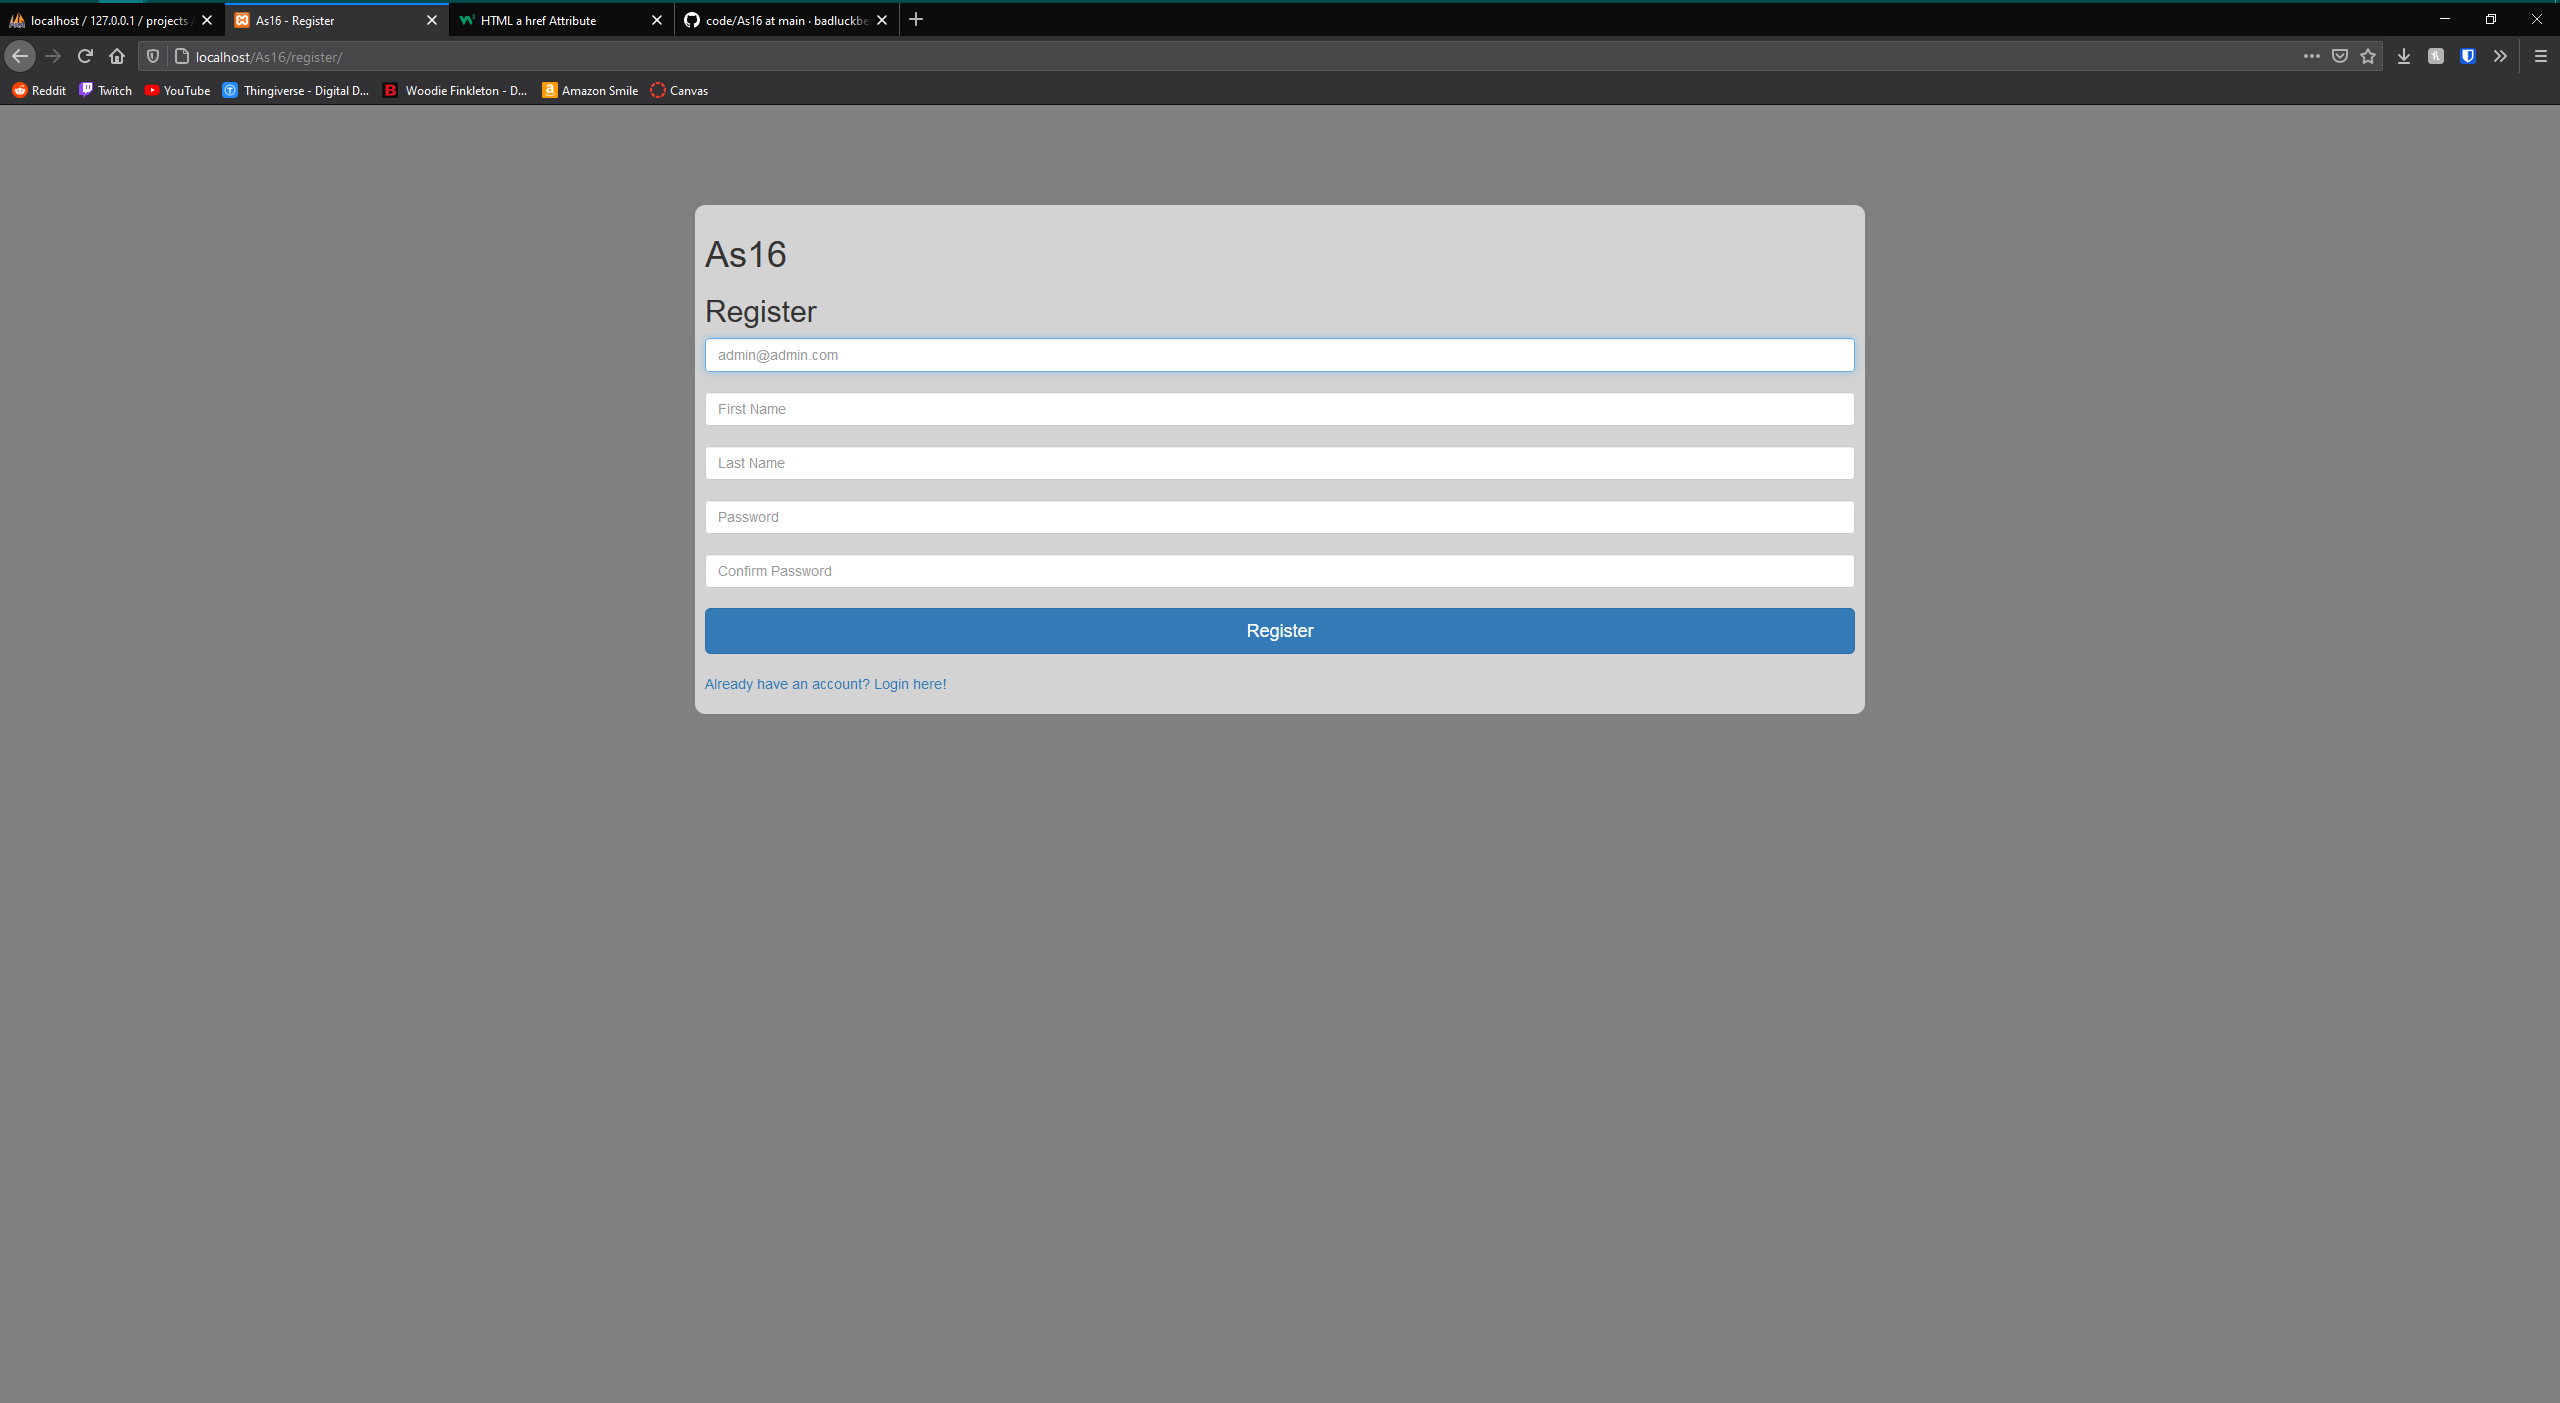 localhost / 127.0.0.1 / projects /
As16 - Register
HTML a href Attribute
code/As16 at main · badluckbe
localhost/As16/register/
Reddit
Twitch
YouTube
Thingiverse - Digital D...
Woodie Finkleton - D...
Amazon Smile
Canvas
As16
Register
admin@admin.com
First Name
Last Name
Password
Confirm Password
Register
Already have an account? Login here!